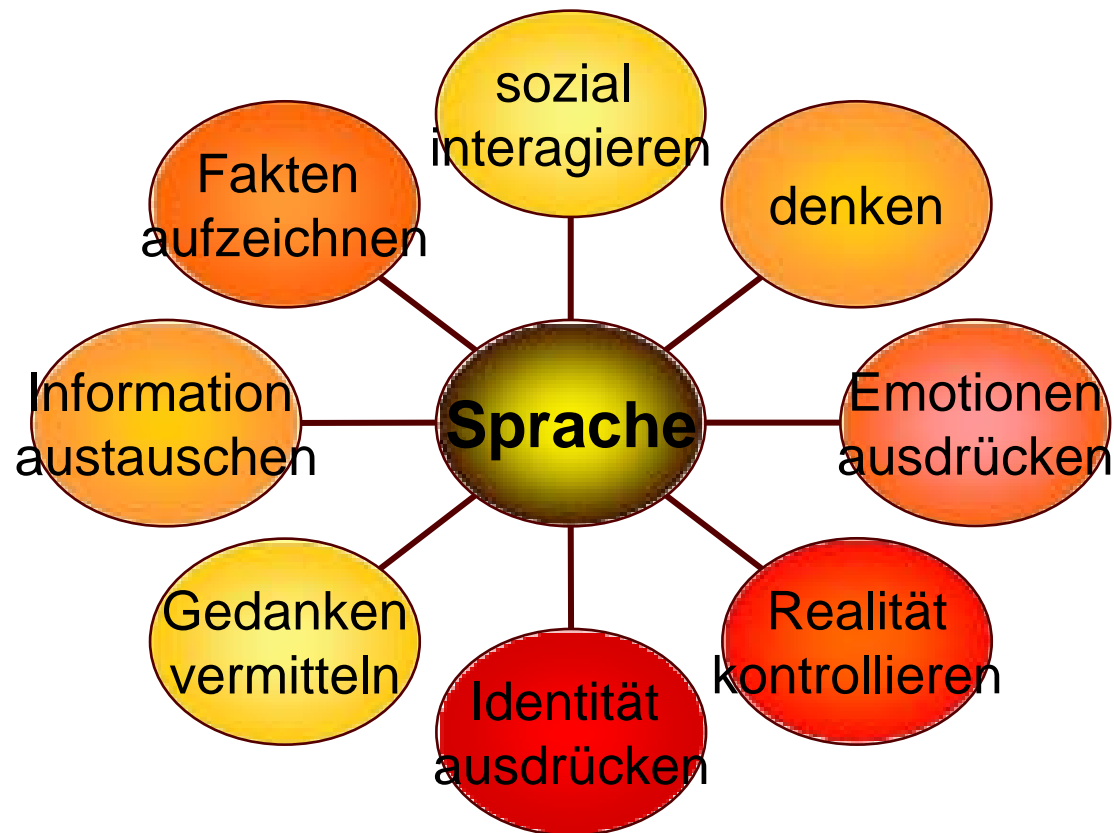 sozial
interagieren
denken
Emotionen
ausdrücken
Realität
kontrollieren
Identität
ausdrücken
Gedanken
vermitteln
Information
austauschen
Fakten
aufzeichnen
Sprache